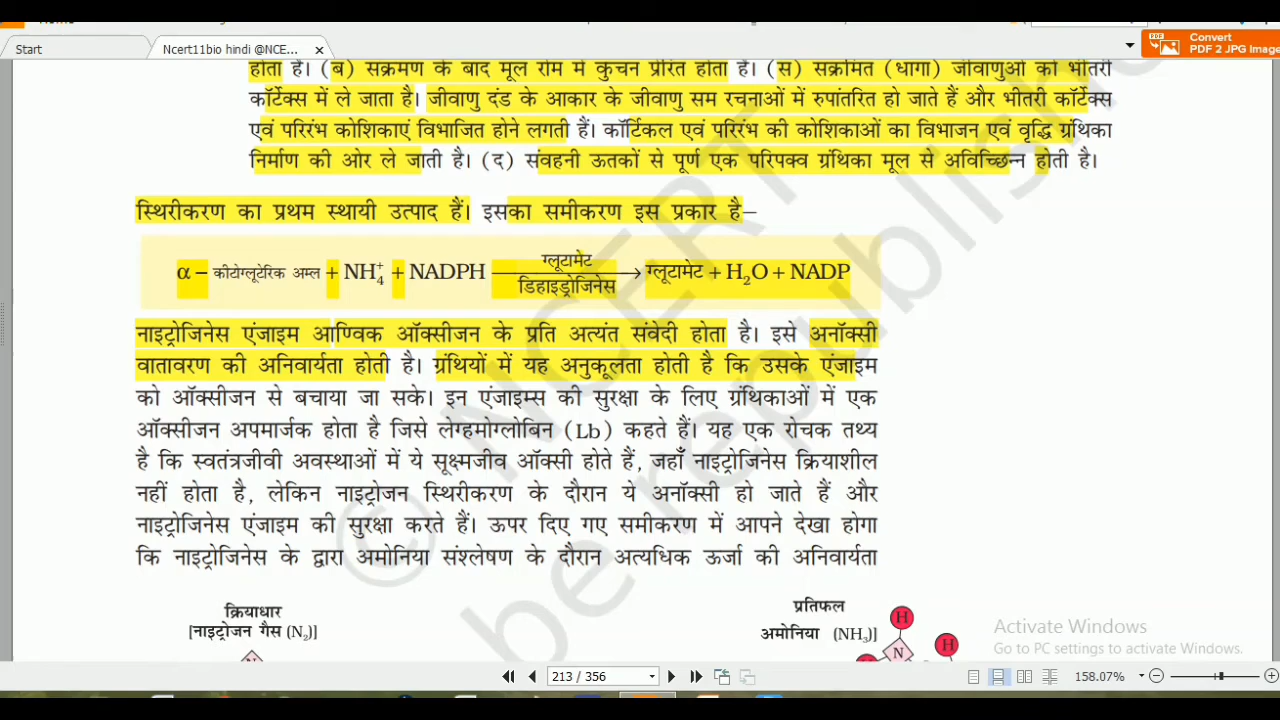 Start
Ncert11bio hindi @NCE... ×
Convert
PDF 2 JPG Image
होता है। (ब) संक्रमण के बाद मूल रोम में कुंचन प्रेरित होता है। (स) संक्रमित (धागा) जीवाणुओं को भीतरी
कॉर्टेक्स में ले जाता है। जीवाणु दंड के आकार के जीवाणु सम रचनाओं में रुपांतरित हो जाते हैं और भीतरी कॉर्टेक्स
एवं परिरंभ कोशिकाएं विभाजित होने लगती हैं। कॉर्टिकल एवं परिरंभ की कोशिकाओं का विभाजन एवं वृद्धि ग्रंथिका
निर्माण की ओर ले जाती है। (द) संवहनी ऊतकों से पूर्ण एक परिपक्व ग्रंथिका मूल से अविच्छिन्न होती है।
स्थिरीकरण का प्रथम स्थायी उत्पाद हैं। इसका समीकरण इस प्रकार है–
ग्लूटामेट
α – कीटोग्लूटेरिक अम्ल + NH₄⁺ + NADPH ⟶ ग्लूटामेट + H₂O + NADP
डिहाइड्रोजिनेस
नाइट्रोजिनेस एंजाइम आण्विक ऑक्सीजन के प्रति अत्यंत संवेदी होता है। इसे अनॉक्सी
वातावरण की अनिवार्यता होती है। ग्रंथियों में यह अनुकूलता होती है कि उसके एंजाइम
को ऑक्सीजन से बचाया जा सके। इन एंजाइम्स की सुरक्षा के लिए ग्रंथिकाओं में एक
ऑक्सीजन अपमार्जक होता है जिसे लेग्हमोग्लोबिन (Lb) कहते हैं। यह एक रोचक तथ्य
है कि स्वतंत्रजीवी अवस्थाओं में ये सूक्ष्मजीव ऑक्सी होते हैं, जहाँ नाइट्रोजिनेस क्रियाशील
नहीं होता है, लेकिन नाइट्रोजन स्थिरीकरण के दौरान ये अनॉक्सी हो जाते हैं और
नाइट्रोजिनेस एंजाइम की सुरक्षा करते हैं। ऊपर दिए गए समीकरण में आपने देखा होगा
कि नाइट्रोजिनेस के द्वारा अमोनिया संश्लेषण के दौरान अत्यधिक ऊर्जा की अनिवार्यता
क्रियाधार
[नाइट्रोजन गैस (N₂)]
प्रतिफल
अमोनिया (NH₃)]
H
N
H
© NCERT
be republish
Activate Windows
Go to PC settings to activate Windows.
213 / 356
158.07%